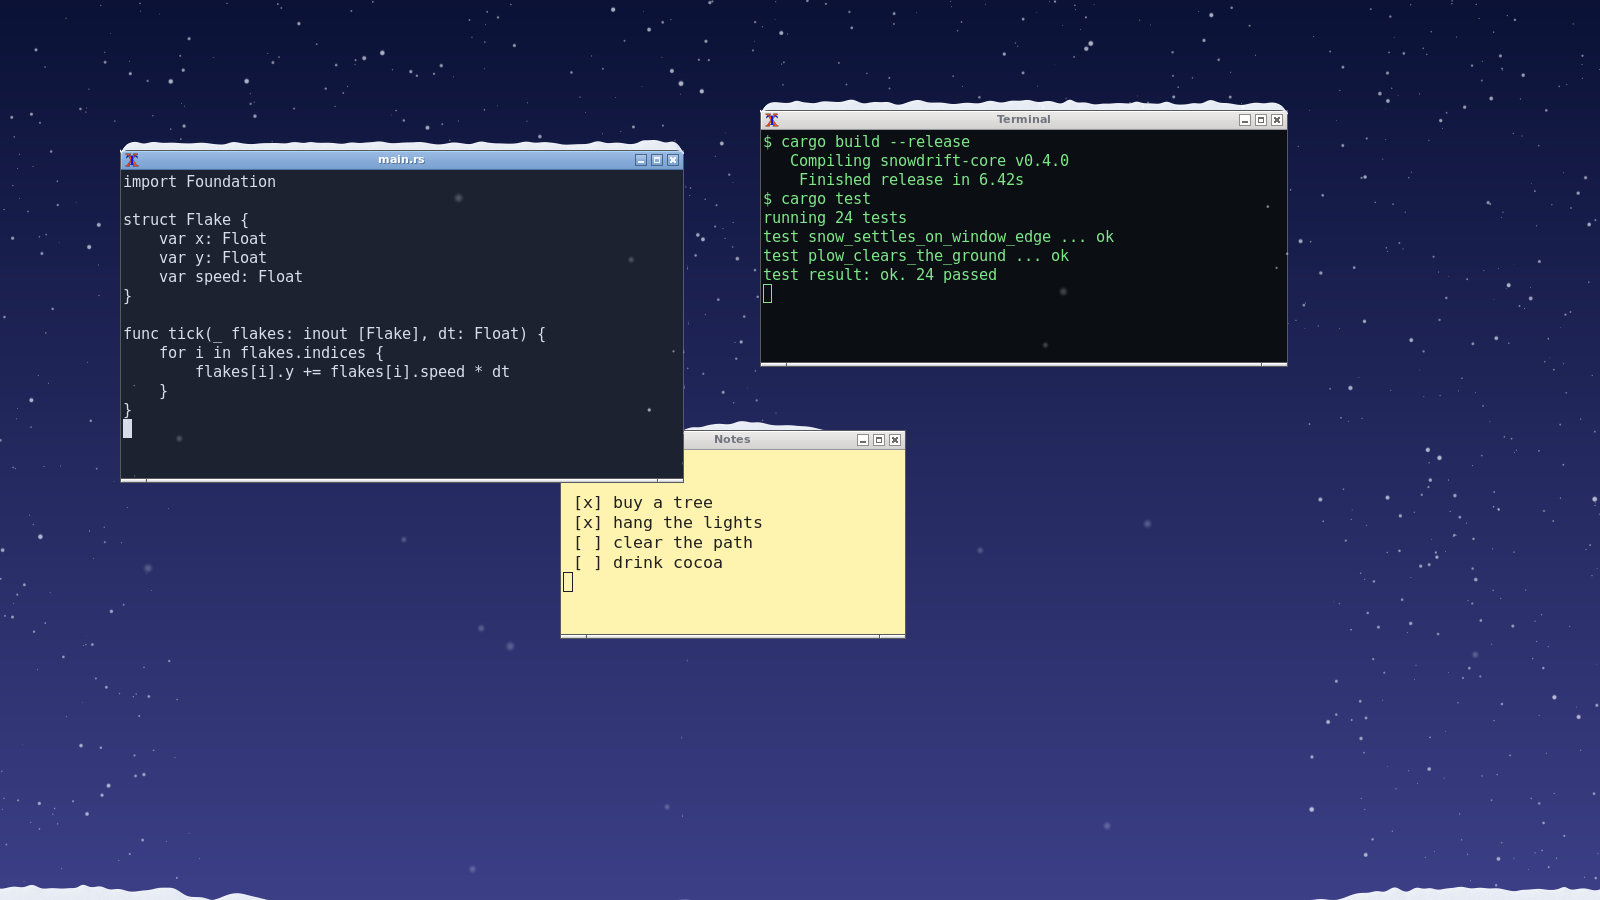 main.rs
import Foundation
struct Flake {
    var x: Float
    var y: Float
    var speed: Float
}
func tick(_ flakes: inout [Flake], dt: Float) {
    for i in flakes.indices {
        flakes[i].y += flakes[i].speed * dt
    }
}
Terminal
$ cargo build --release
   Compiling snowdrift-core v0.4.0
    Finished release in 6.42s
$ cargo test
running 24 tests
test snow_settles_on_window_edge ... ok
test plow_clears_the_ground ... ok
test result: ok. 24 passed
Notes
[x] buy a tree
[x] hang the lights
[ ] clear the path
[ ] drink cocoa